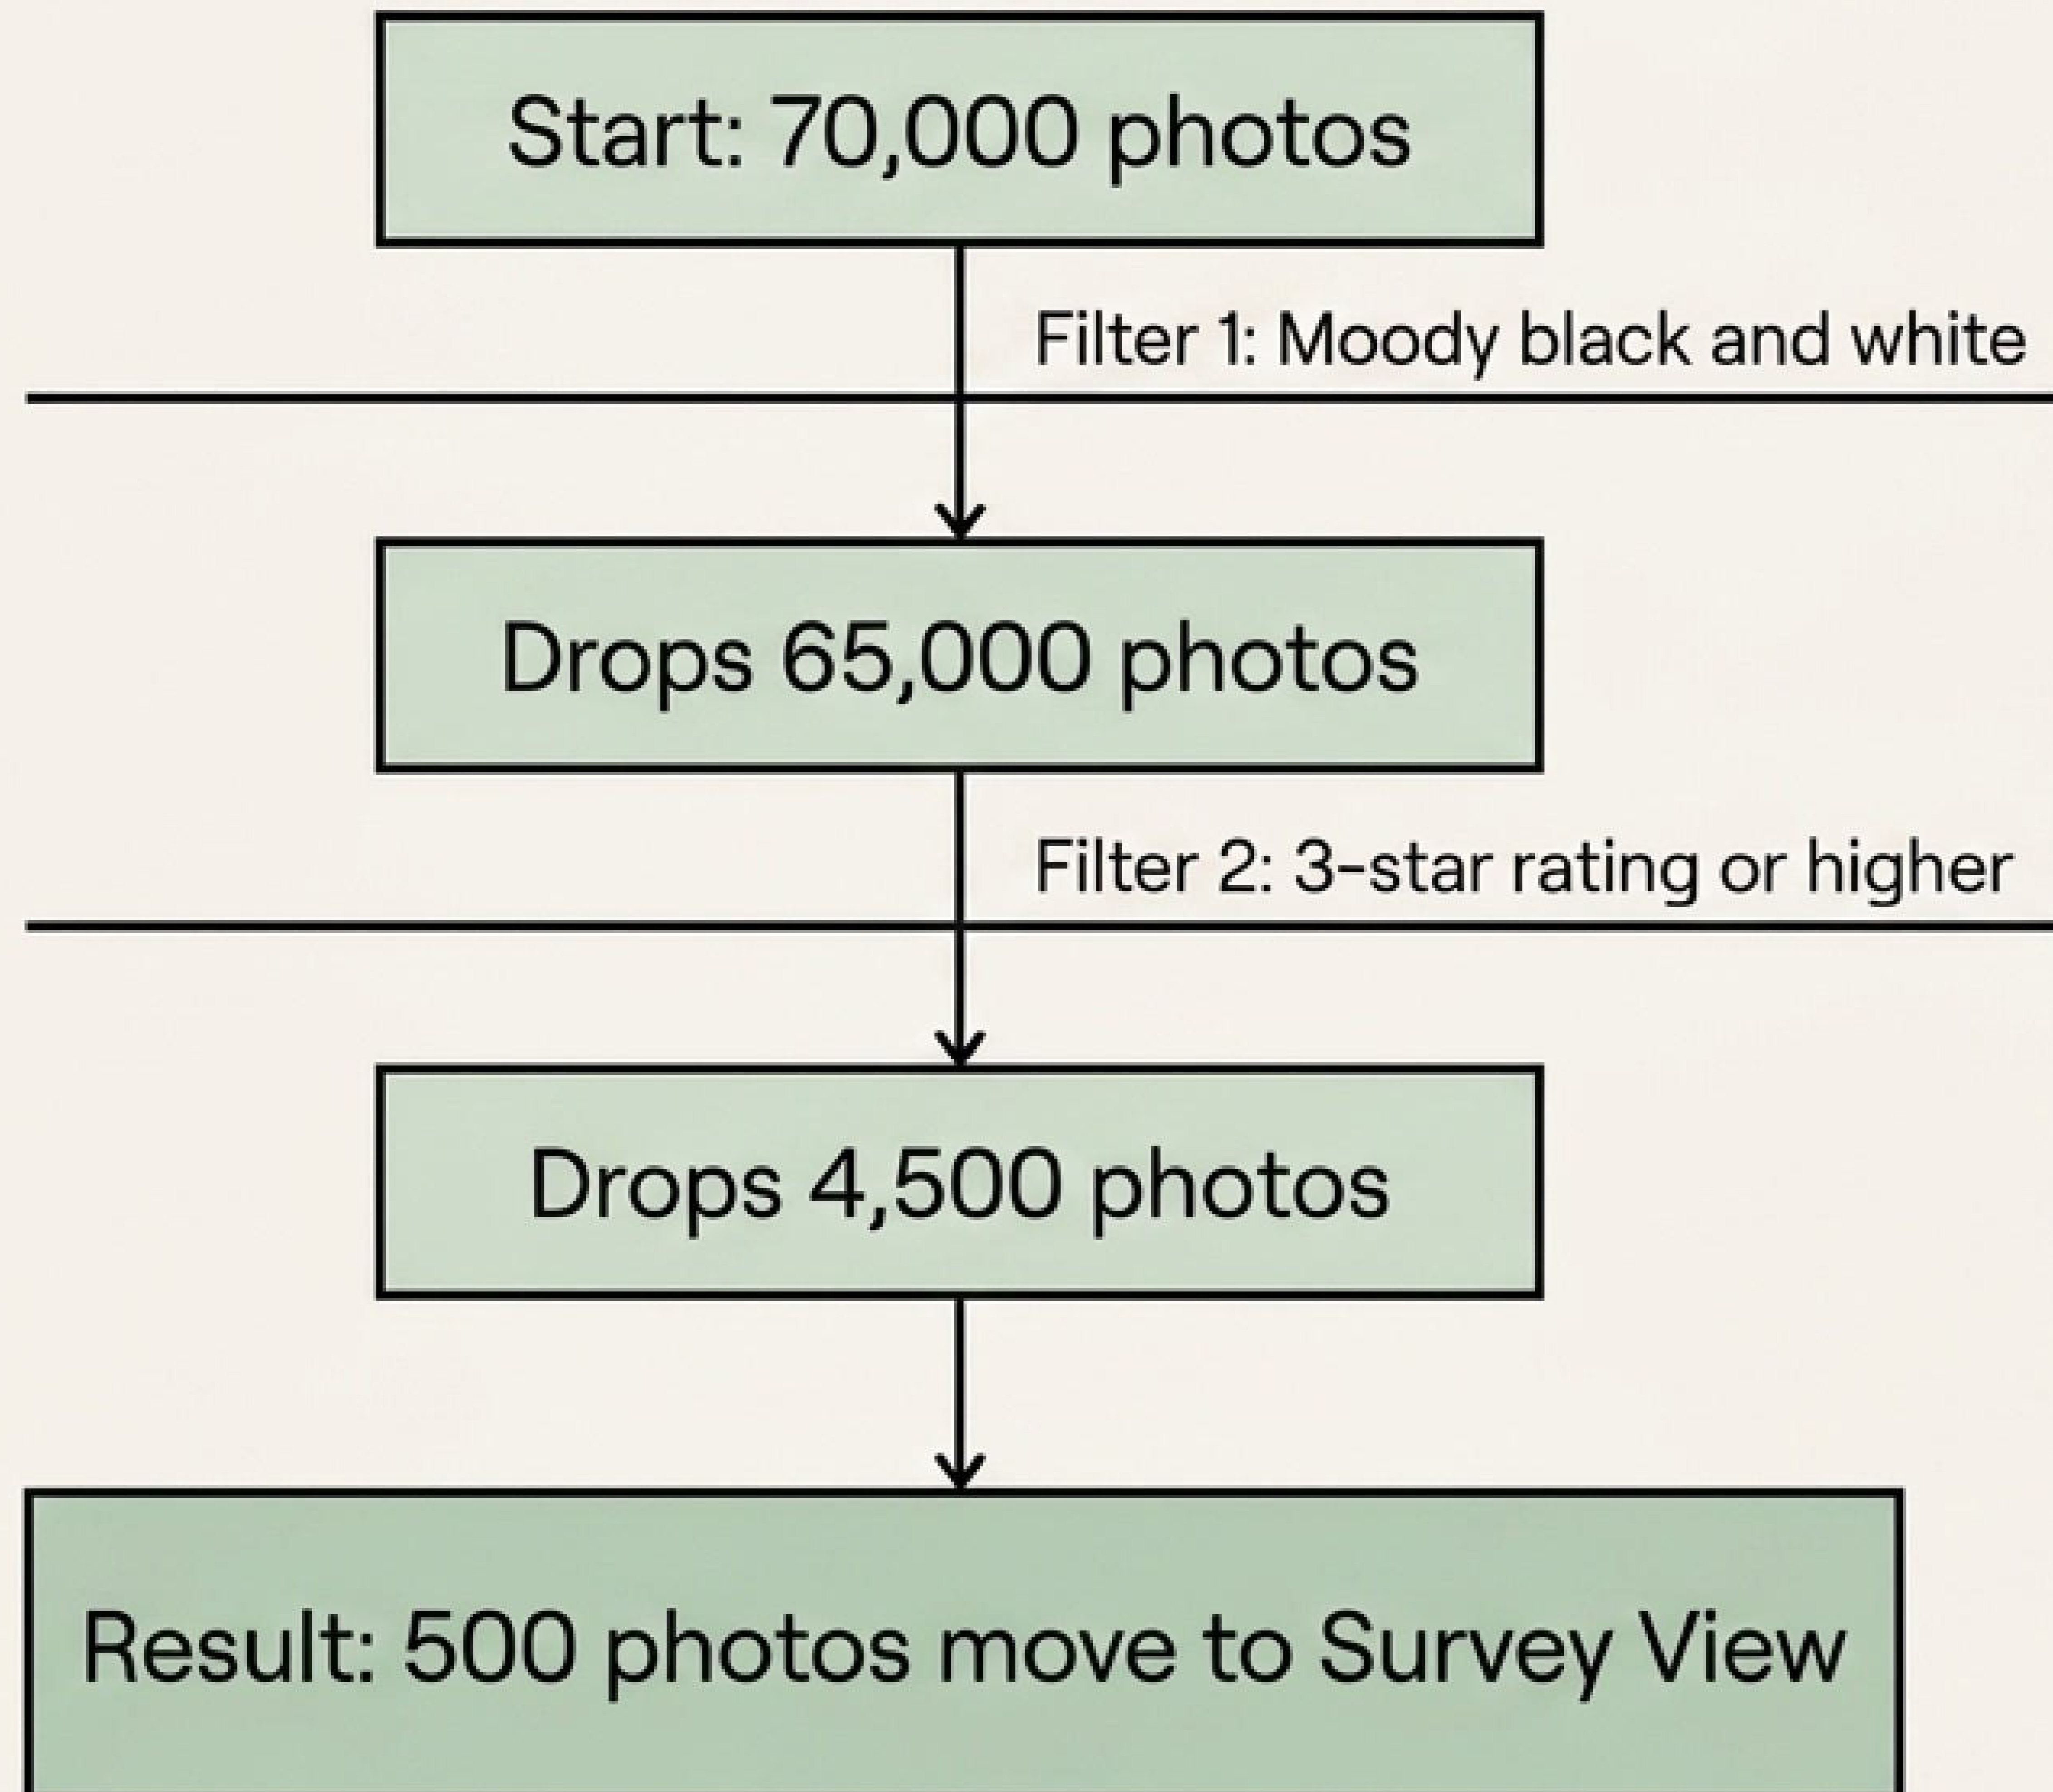 Start: 70,000 photos
Filter 1: Moody black and white
Drops 65,000 photos
Filter 2: 3-star rating or higher
Drops 4,500 photos
Result: 500 photos move to Survey View